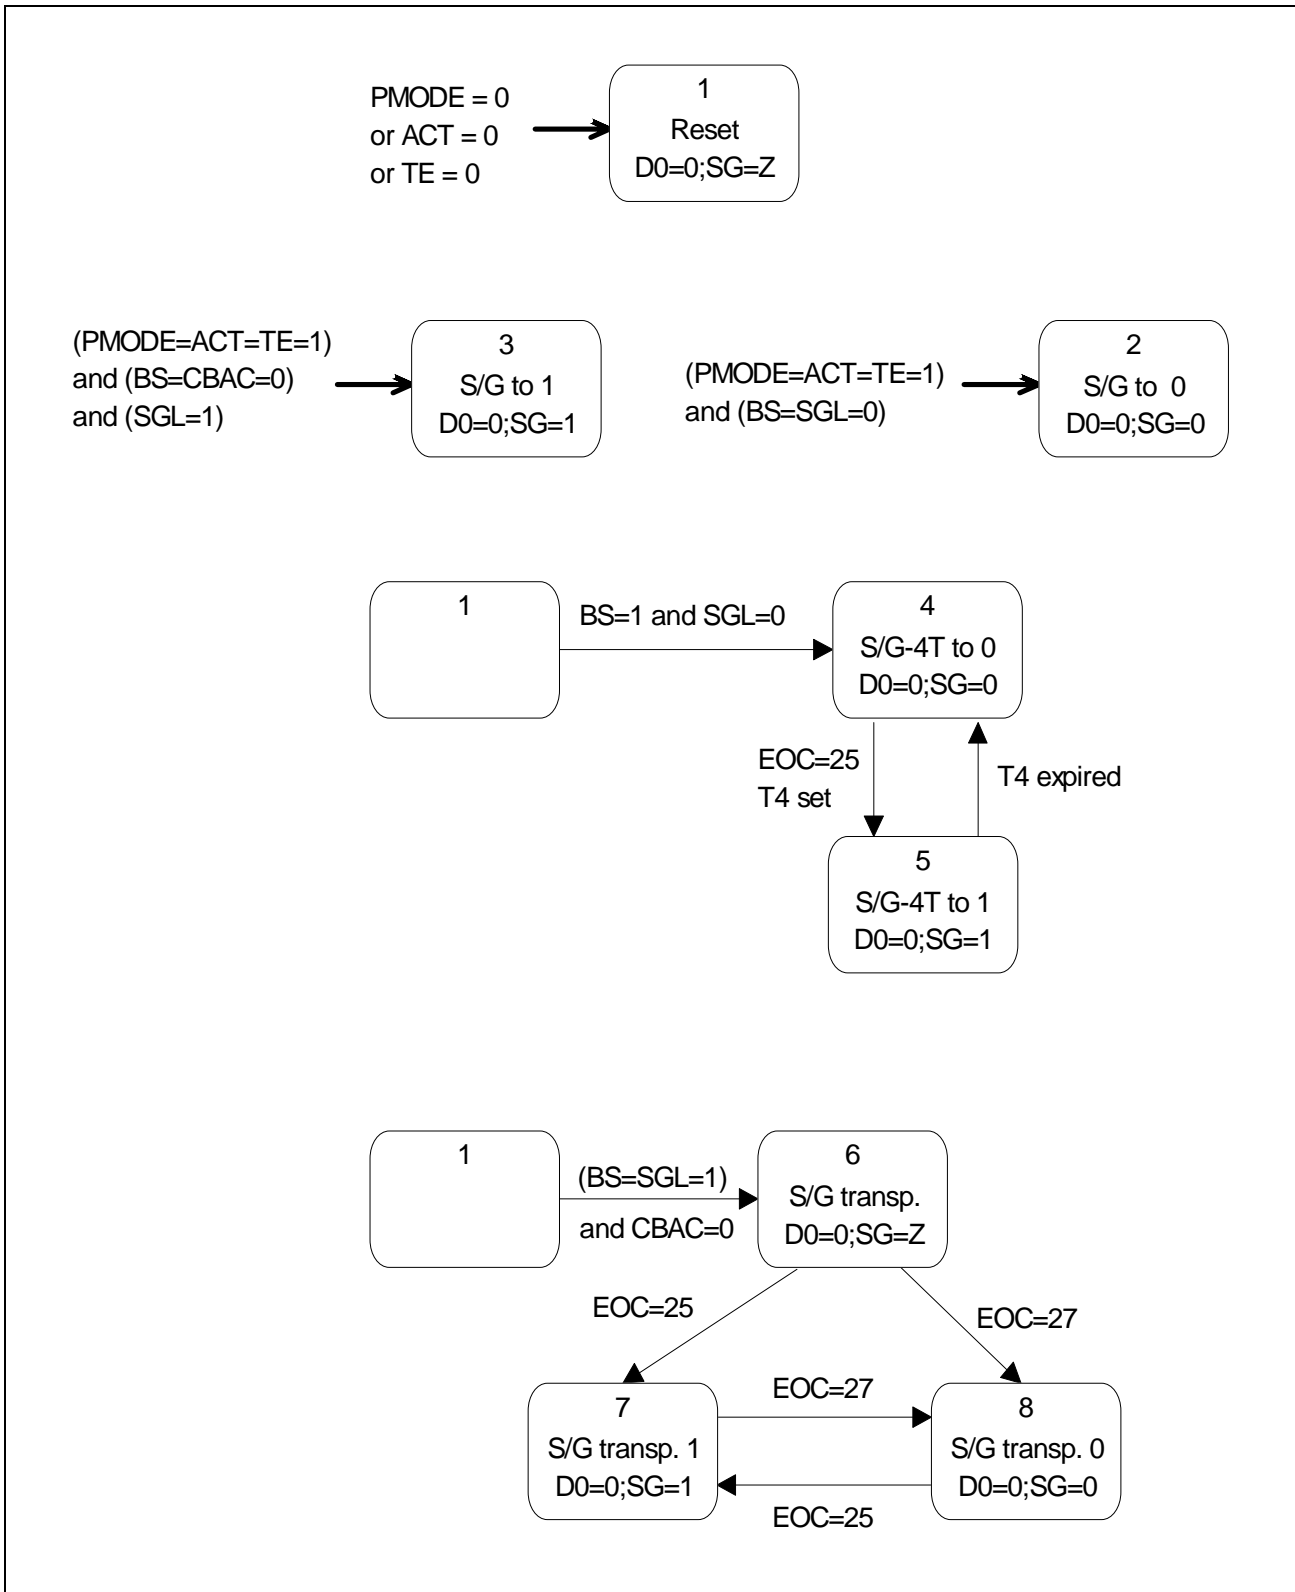 PMODE = 0
or ACT = 0
or TE = 0
1
Reset
D0=0;SG=Z
(PMODE=ACT=TE=1)
and (BS=CBAC=0)
and (SGL=1)
3
S/G to 1
D0=0;SG=1
(PMODE=ACT=TE=1)
and (BS=SGL=0)
2
S/G to 0
D0=0;SG=0
1
BS=1 and SGL=0
4
S/G-4T to 0
D0=0;SG=0
EOC=25
T4 set
T4 expired
5
S/G-4T to 1
D0=0;SG=1
1
(BS=SGL=1)
and CBAC=0
6
S/G transp.
D0=0;SG=Z
EOC=25
EOC=27
7
S/G transp. 1
D0=0;SG=1
EOC=27
EOC=25
8
S/G transp. 0
D0=0;SG=0